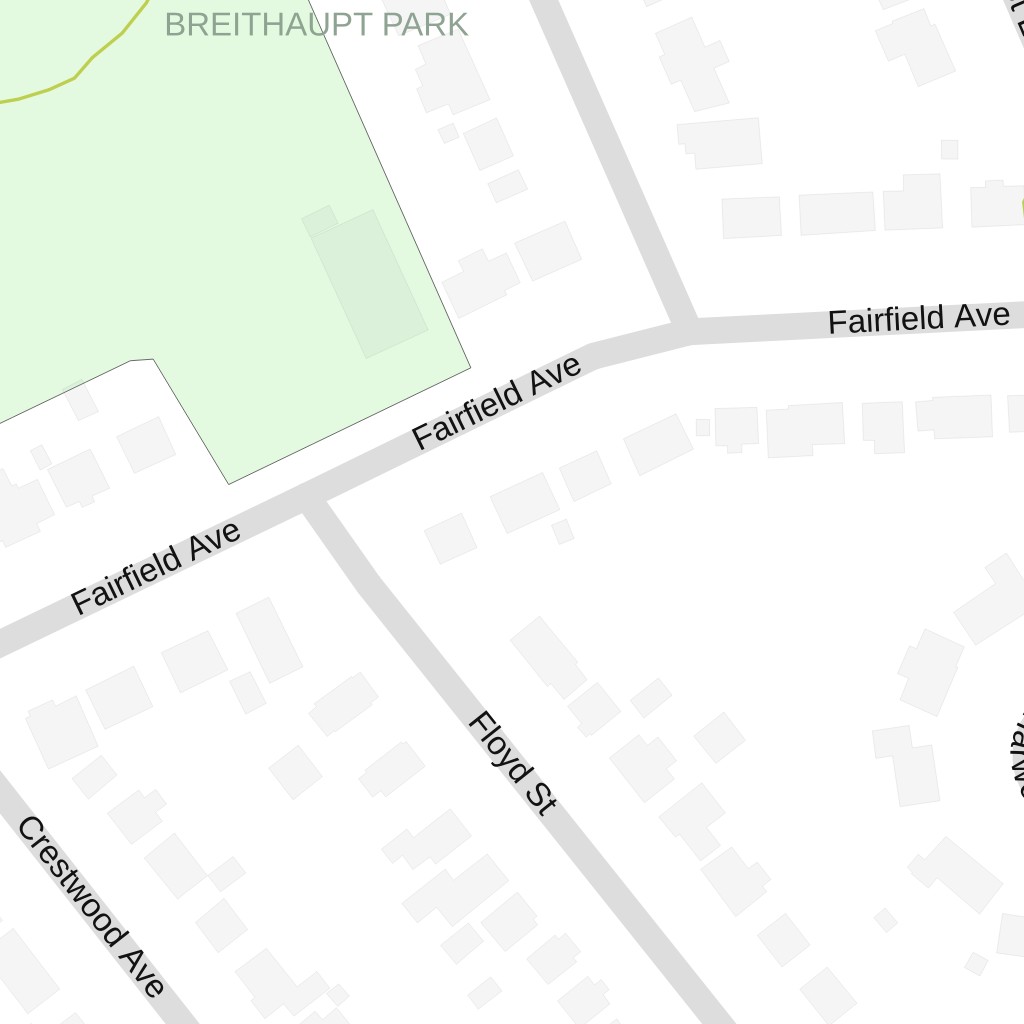 BREITHAUPT PARK
Fairfield Ave
Fairfield Ave
Fairfield Ave
Floyd St
Crestwood Ave